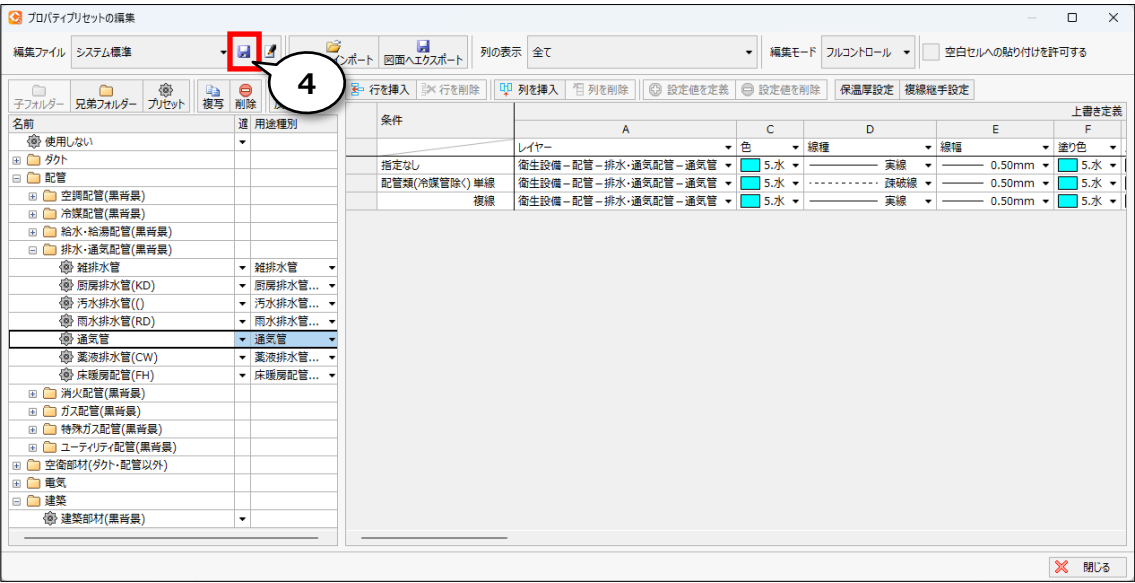 プロパティプリセットの編集
編集ファイル システム標準 ンポート 図面へエクスポート 列の表示 全て 編集モード フルコントロール 空白セルへの貼り付けを許可する
4
子フォルダー 兄弟フォルダー プリセット 複写 削除 行を挿入 行を削除 列を挿入 列を削除 設定値を定義 設定値を削除 保温厚設定 複線継手設定
名前 適 用途種別
使用しない
ダクト
配管
空調配管(黒背景)
冷媒配管(黒背景)
給水・給湯配管(黒背景)
排水・通気配管(黒背景)
雑排水管 雑排水管
厨房排水管(KD) 厨房排水管...
汚水排水管(() 汚水排水管...
雨水排水管(RD) 雨水排水管...
通気管 通気管
薬液排水管(CW) 薬液排水管...
床暖房配管(FH) 床暖房配管...
消火配管(黒背景)
ガス配管(黒背景)
特殊ガス配管(黒背景)
ユーティリティ配管(黒背景)
空衛部材(ダクト・配管以外)
電気
建築
建築部材(黒背景)
条件 上書き定義
A C D E F
レイヤー 色 線種 線幅 塗り色
指定なし 衛生設備－配管－排水・通気配管－通気管 5.水 実線 0.50mm 5.水
配管類(冷媒管除く) 単線 衛生設備－配管－排水・通気配管－通気管 5.水 疎破線 0.50mm 5.水
複線 衛生設備－配管－排水・通気配管－通気管 5.水 実線 0.50mm 5.水
閉じる